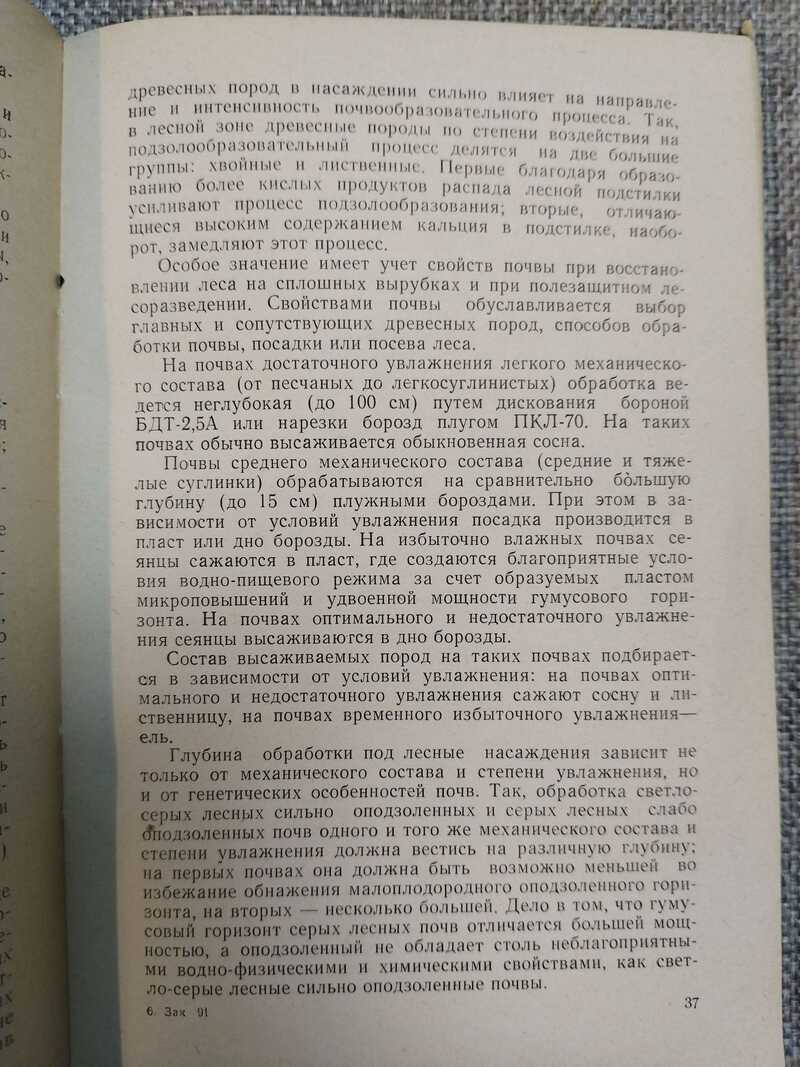 древесных пород в насаждении сильно влияет на направле-
ние и интенсивность почвообразовательного процесса. Так,
в лесной зоне древесные породы по степени воздействия на
подзолообразовательный процесс делятся на две большие
группы: хвойные и лиственные. Первые благодаря образо-
ванию более кислых продуктов распада лесной подстилки
усиливают процесс подзолообразования; вторые, отличаю-
щиеся высоким содержанием кальция в подстилке, наобо-
рот, замедляют этот процесс.
Особое значение имеет учет свойств почвы при восстано-
влении леса на сплошных вырубках и при полезащитном ле-
соразведении. Свойствами почвы обуславливается выбор
главных и сопутствующих древесных пород, способов обра-
ботки почвы, посадки или посева леса.
На почвах достаточного увлажнения легкого механическо-
го состава (от песчаных до легкосуглинистых) обработка ве-
дется неглубокая (до 100 см) путем дискования бороной
БДТ-2,5А или нарезки борозд плугом ПКЛ-70. На таких
почвах обычно высаживается обыкновенная сосна.
Почвы среднего механического состава (средние и тяже-
лые суглинки) обрабатываются на сравнительно бо́льшую
глубину (до 15 см) плужными бороздами. При этом в за-
висимости от условий увлажнения посадка производится в
пласт или дно борозды. На избыточно влажных почвах се-
янцы сажаются в пласт, где создаются благоприятные усло-
вия водно-пищевого режима за счет образуемых пластом
микроповышений и удвоенной мощности гумусового гори-
зонта. На почвах оптимального и недостаточного увлажне-
ния сеянцы высаживаются в дно борозды.
Состав высаживаемых пород на таких почвах подбирает-
ся в зависимости от условий увлажнения: на почвах опти-
мального и недостаточного увлажнения сажают сосну и ли-
ственницу, на почвах временного избыточного увлажнения—
ель.
Глубина обработки под лесные насаждения зависит не
только от механического состава и степени увлажнения, но
и от генетических особенностей почв. Так, обработка светло-
серых лесных сильно оподзоленных и серых лесных слабо
оподзоленных почв одного и того же механического состава и
степени увлажнения должна вестись на различную глубину;
на первых почвах она должна быть возможно меньшей во
избежание обнажения малоплодородного оподзоленного гори-
зонта, на вторых — несколько большей. Дело в том, что гуму-
совый горизонт серых лесных почв отличается большей мощ-
ностью, а оподзоленный не обладает столь неблагоприятны-
ми водно-физическими и химическими свойствами, как свет-
ло-серые лесные сильно оподзоленные почвы.
6. Зак 91
37